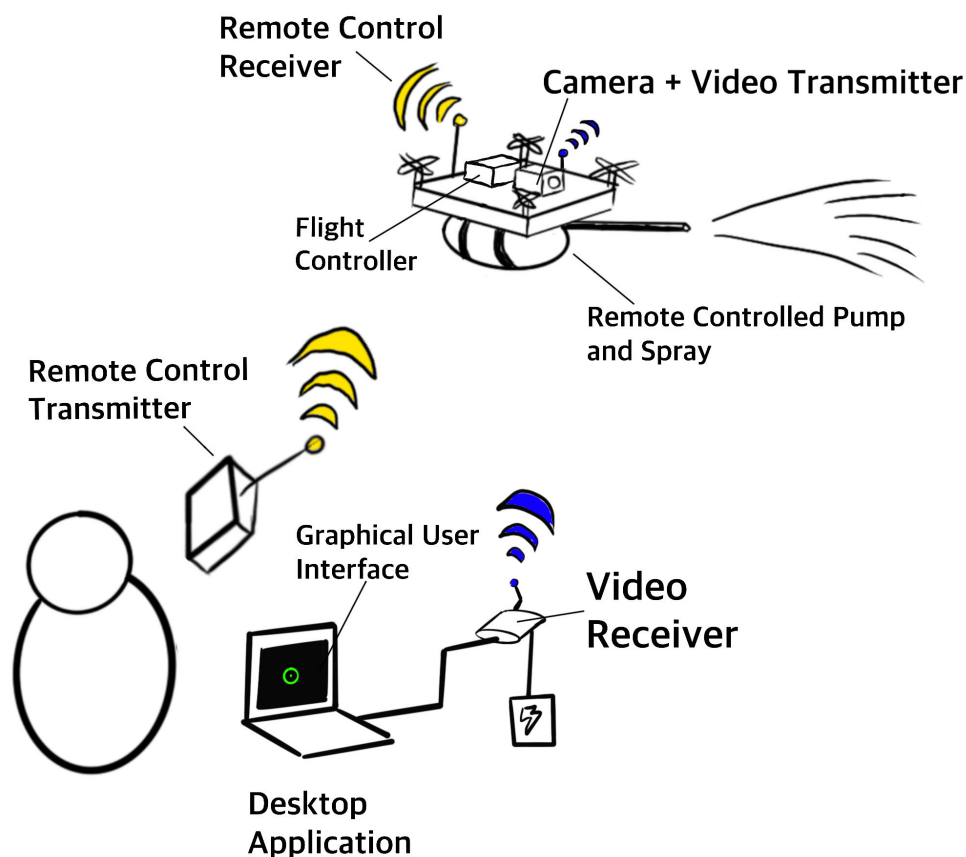 Remote Control
Receiver
Camera + Video Transmitter
Flight
Controller
Remote Controlled Pump
and Spray
Remote Control
Transmitter
Graphical User
Interface
Video
Receiver
Desktop
Application